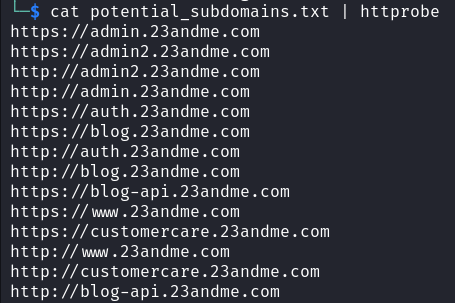 └─$ cat potential_subdomains.txt | httprobe
https://admin.23andme.com
https://admin2.23andme.com
http://admin2.23andme.com
http://admin.23andme.com
https://auth.23andme.com
https://blog.23andme.com
http://auth.23andme.com
http://blog.23andme.com
https://blog-api.23andme.com
https://www.23andme.com
https://customercare.23andme.com
http://www.23andme.com
http://customercare.23andme.com
http://blog-api.23andme.com